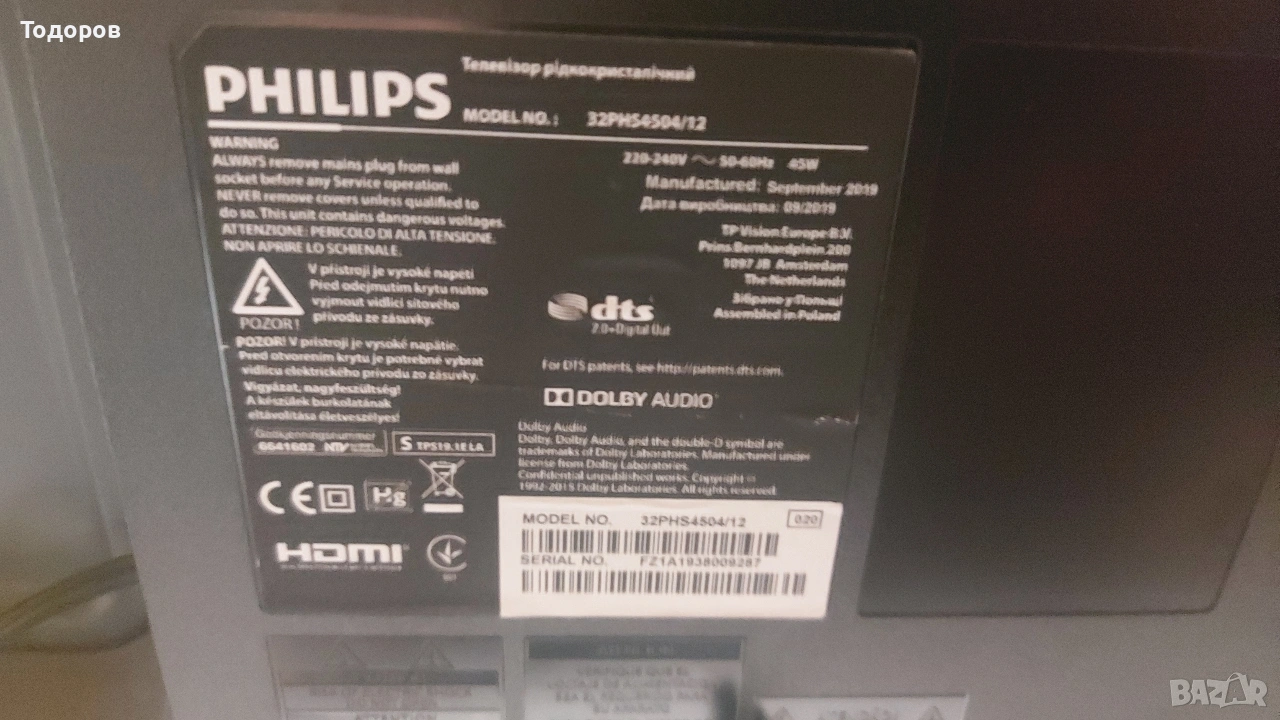 Тодоров
PHILIPS
Телевізор рідкокристалічний
MODEL NO. : 32PHS4504/12
WARNING
ALWAYS remove mains plug from wall
socket before any Service operation.
NEVER remove covers unless qualified to
do so. This unit contains dangerous voltages.
ATTENZIONE: PERICOLO DI ALTA TENSIONE.
NON APRIRE LO SCHIENALE.
220-240V ~ 50-60Hz 45W
Manufactured: September 2019
Дата виробництва: 09/2019
TP Vision Europe B.V.
Prins Bernhardplein 200
1097 JB Amsterdam
The Netherlands
Зібрано у Польщі
Assembled in Poland
V přístroji je vysoké napětí
Před odejmutím krytu nutno
vyjmout vidlici síťového
přívodu ze zásuvky.
POZOR!
POZOR! V prístroji je vysoké napätie.
Pred otvorením krytu je potrebné vybrat
vidlicu elektrického prívodu zo zásuvky.
Vigyázat, nagyfeszültség!
A készülék burkolatának
eltávolítása életveszélyes!
dts
2.0+Digital Out
For DTS patents, see http://patents.dts.com.
DOLBY AUDIO
Dolby Audio
Dolby, Dolby Audio, and the double-D symbol are
trademarks of Dolby Laboratories. Manufactured under
license from Dolby Laboratories.
Confidential unpublished works. Copyright ©
1992-2015 Dolby Laboratories. All rights reserved.
Godkjenningsnummer
6641602 NTV
S TPS19.1E LA
CE
Hg
HDMI
MODEL NO. 32PHS4504/12 020
SERIAL NO. FZ1A1938009287
BAZAR